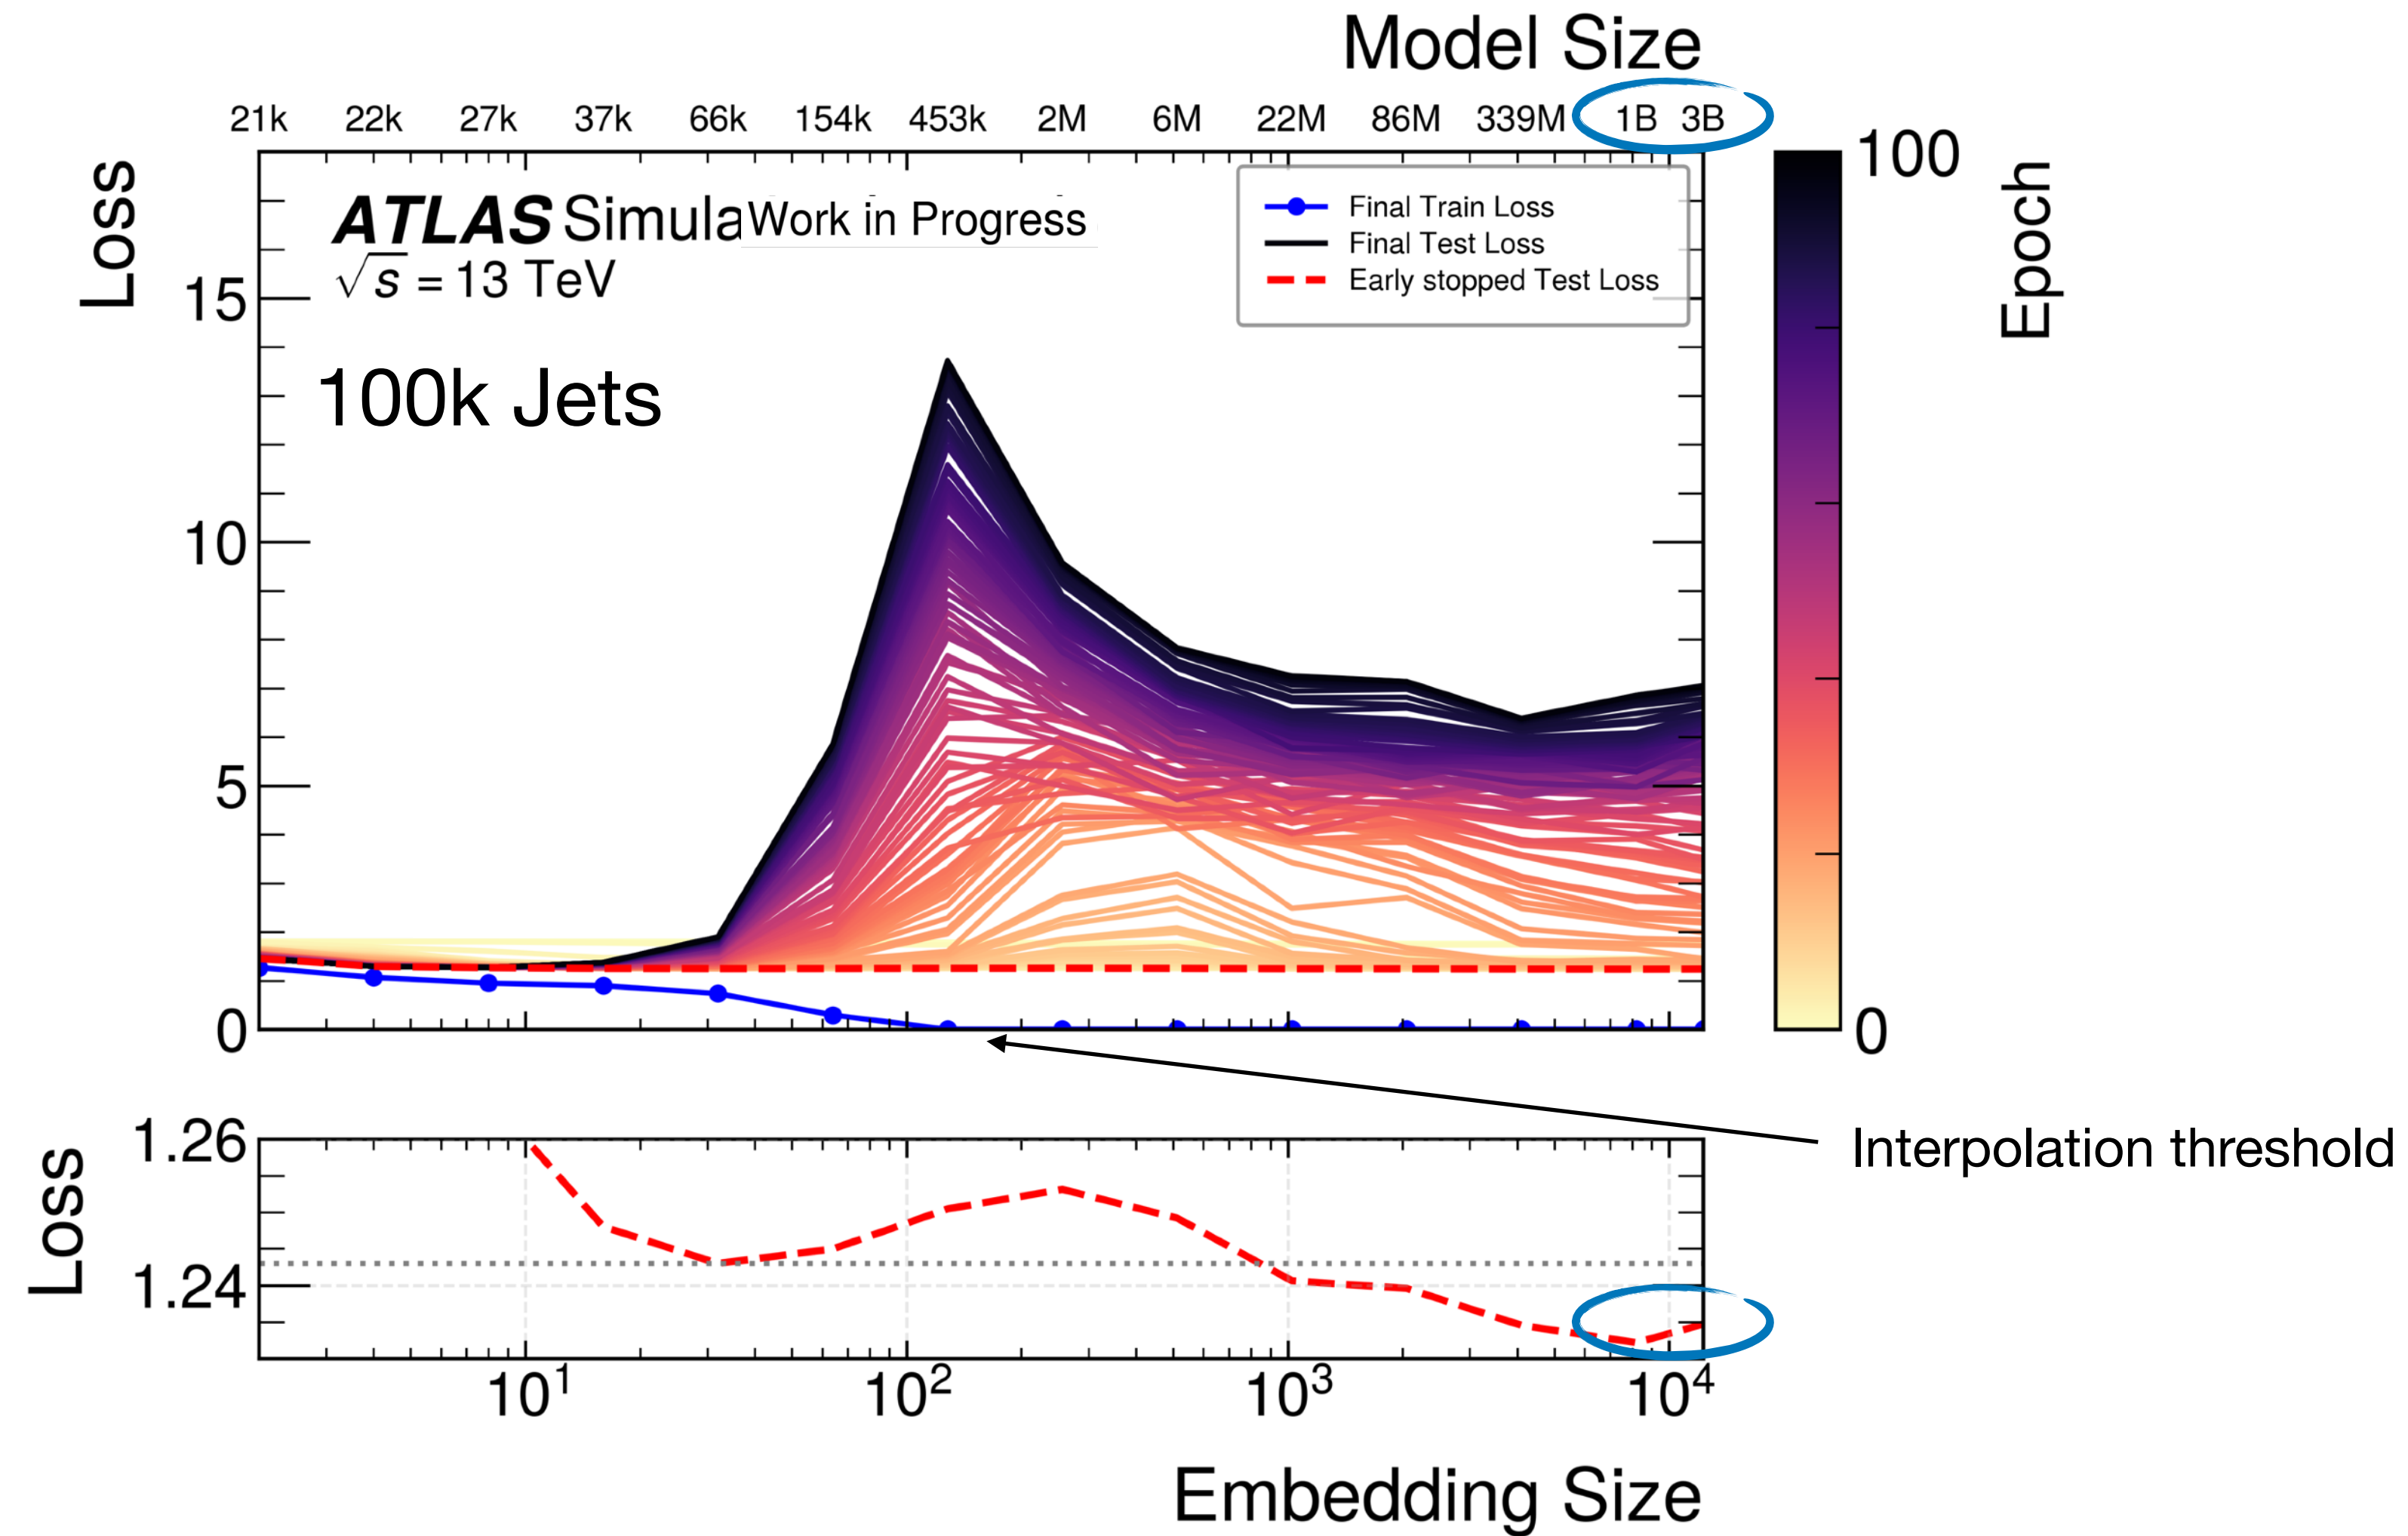 Model Size
21k 22k 27k 37k 66k 154k 453k 2M 6M 22M 86M 339M 1B 3B
Loss
ATLAS Simula Work in Progress
√s = 13 TeV
100k Jets
Final Train Loss
Final Test Loss
Early stopped Test Loss
15
10
5
0
100
Epoch
0
Interpolation threshold
Loss
1.26
1.24
10¹ 10² 10³ 10⁴
Embedding Size